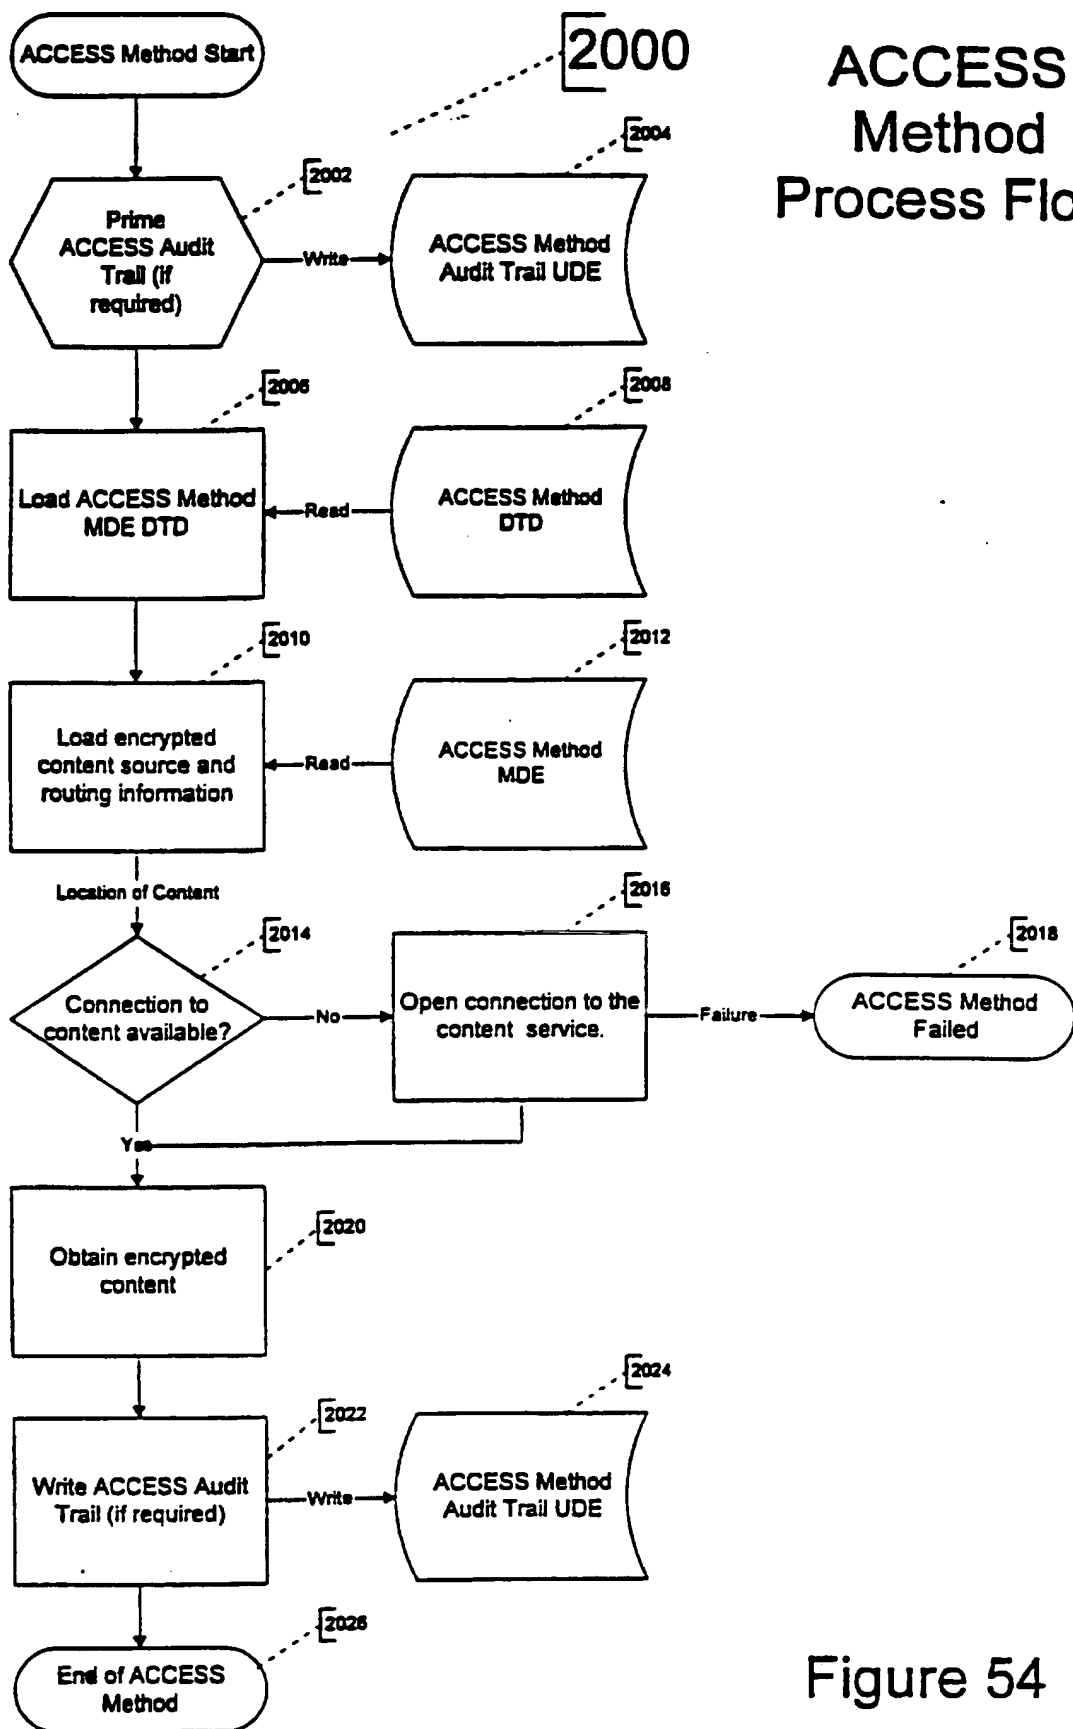 ACCESS Method Start
2000
ACCESS
Method
Process Flo
2002
2004
Prime
ACCESS Audit
Trail (if
required)
Write
ACCESS Method
Audit Trail UDE
2006
2008
Load ACCESS Method
MDE DTD
Read
ACCESS Method
DTD
2010
2012
Load encrypted
content source and
routing information
Read
ACCESS Method
MDE
Location of Content
2014
2016
2018
Connection to
content available?
No
Open connection to the
content service.
Failure
ACCESS Method
Failed
Yes
2020
Obtain encrypted
content
2022
2024
Write ACCESS Audit
Trail (if required)
Write
ACCESS Method
Audit Trail UDE
2026
End of ACCESS
Method
Figure 54